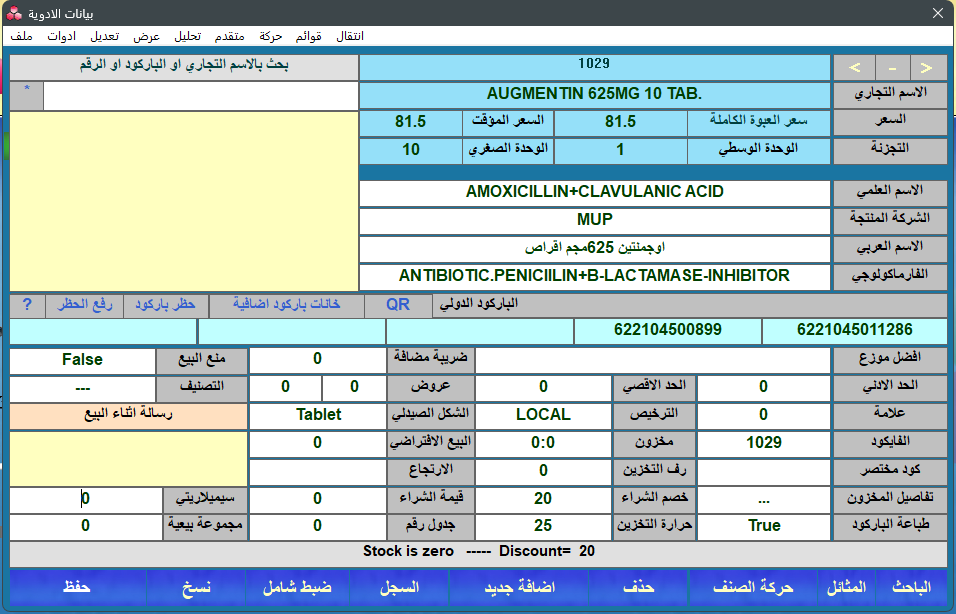 بيانات الادوية
ملف ادوات تعديل عرض تحليل متقدم حركة قوائم انتقال
< - > 1029 بحث بالاسم التجاري او الباركود او الرقم
الاسم التجاري AUGMENTIN 625MG 10 TAB. *
السعر سعر العبوة الكاملة 81.5 السعر المؤقت 81.5
التجزئة الوحدة الوسطي 1 الوحدة الصغري 10
الاسم العلمي AMOXICILLIN+CLAVULANIC ACID
الشركة المنتجة MUP
الاسم العربي اوجمنتين 625مجم اقراص
الفارماكولوجي ANTIBIOTIC.PENICIILIN+B-LACTAMASE-INHIBITOR
الباركود الدولي QR خانات باركود اضافية حظر باركود رفع الحظر ?
6221045011286 622104500899
افضل موزع ضريبة مضافة 0 منع البيع False
الحد الادني 0 الحد الاقصي 0 عروض 0 0 التصنيف ---
علامة 0 الترخيص LOCAL الشكل الصيدلي Tablet رسالة اثناء البيع
الفايكود 1029 مخزون 0:0 البيع الافتراضي 0
كود مختصر رف التخزين 0 الارتجاع
تفاصيل المخزون ... خصم الشراء 20 قيمة الشراء 0 سيميلاريتي 0
طباعة الباركود True حرارة التخزين 25 جدول رقم 0 مجموعة بيعية 0
Stock is zero ----- Discount= 20
الباحث المثائل حركة الصنف حذف اضافة جديد السجل ضبط شامل نسخ حفظ